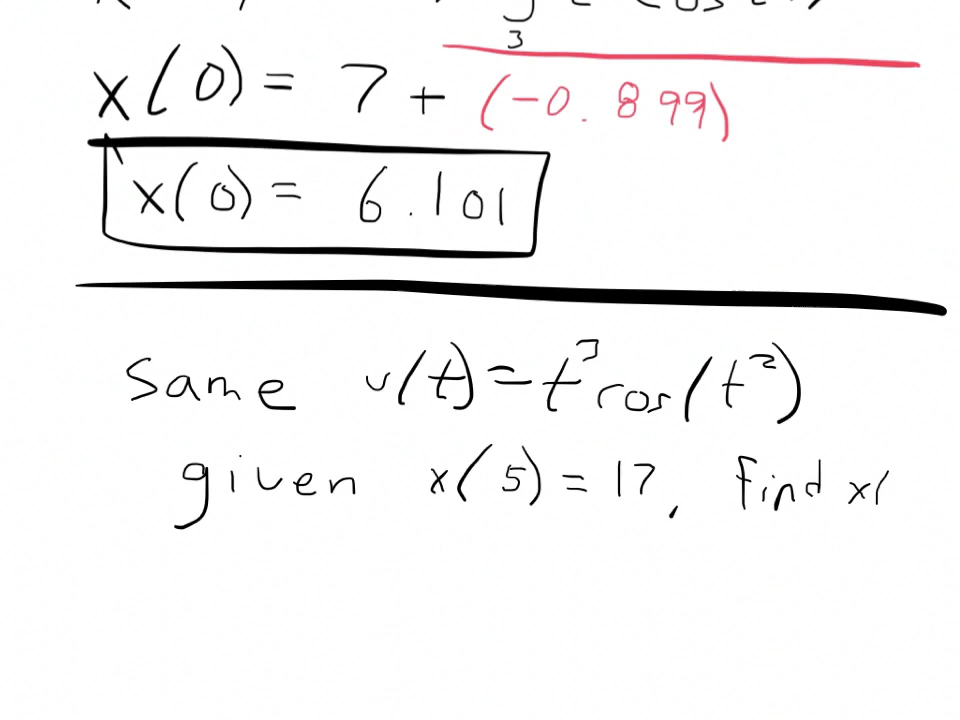 3
x(0) = 7 + (-0.899)
x(0) = 6.101
Same v(t) = t³cos(t²)
given x(5) = 17, find x(